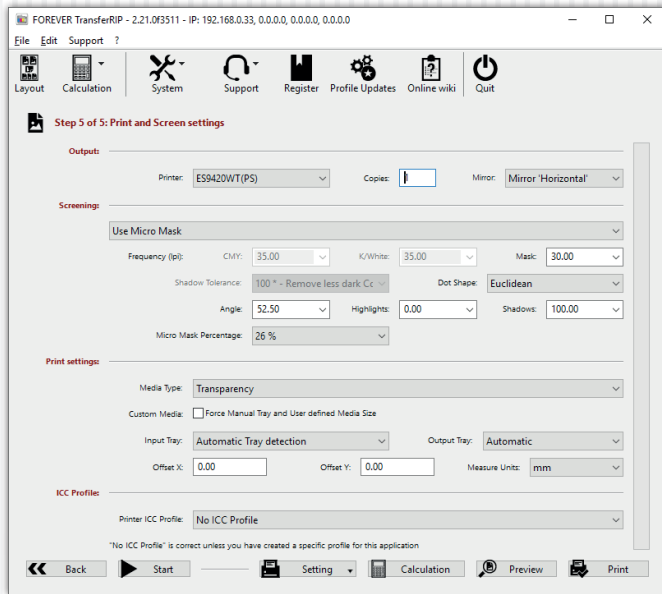 FOREVER TransferRIP - 2.21.0f3511 - IP: 192.168.0.33, 0.0.0.0, 0.0.0.0, 0.0.0.0
File Edit Support ?
Layout Calculation System Support Register Profile Updates Online wiki Quit
Step 5 of 5: Print and Screen settings
Output:
Printer: ES9420WT(PS) Copies: 1 Mirror: Mirror 'Horizontal'
Screening:
Use Micro Mask
Frequency (lpi): CMY: 35.00 K/White: 35.00 Mask: 30.00
Shadow Tolerance: 100 * - Remove less dark Cc Dot Shape: Euclidean
Angle: 52.50 Highlights: 0.00 Shadows: 100.00
Micro Mask Percentage: 26 %
Print settings:
Media Type: Transparency
Custom Media: Force Manual Tray and User defined Media Size
Input Tray: Automatic Tray detection Output Tray: Automatic
Offset X: 0.00 Offset Y: 0.00 Measure Units: mm
ICC Profile:
Printer ICC Profile: No ICC Profile
"No ICC Profile" is correct unless you have created a specific profile for this application
Back Start Setting Calculation Preview Print